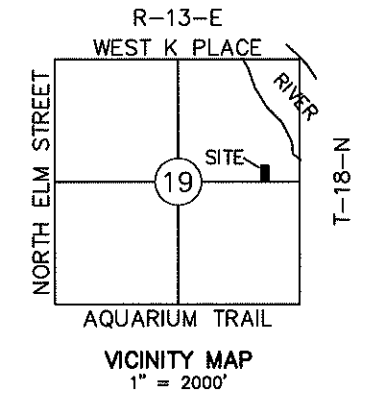 R-13-E
WEST K PLACE
NORTH ELM STREET
RIVER
SITE
19
T-18-N
AQUARIUM TRAIL
VICINITY MAP
1" = 2000'